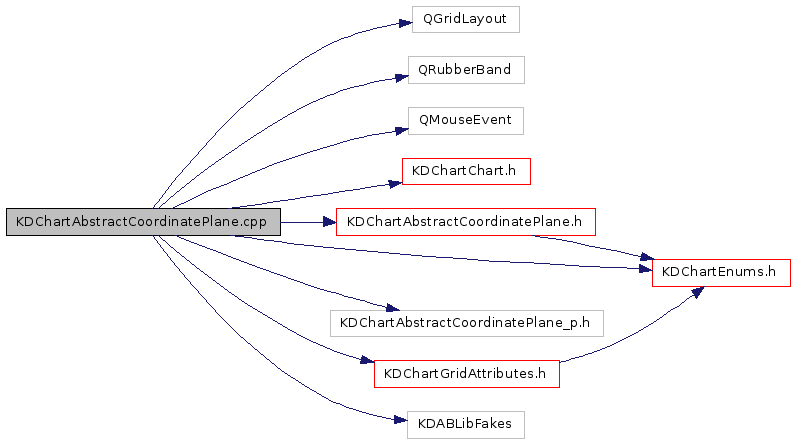 QGridLayout
QRubberBand
QMouseEvent
KDChartChart.h
KDChartAbstractCoordinatePlane.cpp
KDChartAbstractCoordinatePlane.h
KDChartEnums.h
KDChartAbstractCoordinatePlane_p.h
KDChartGridAttributes.h
KDABLibFakes